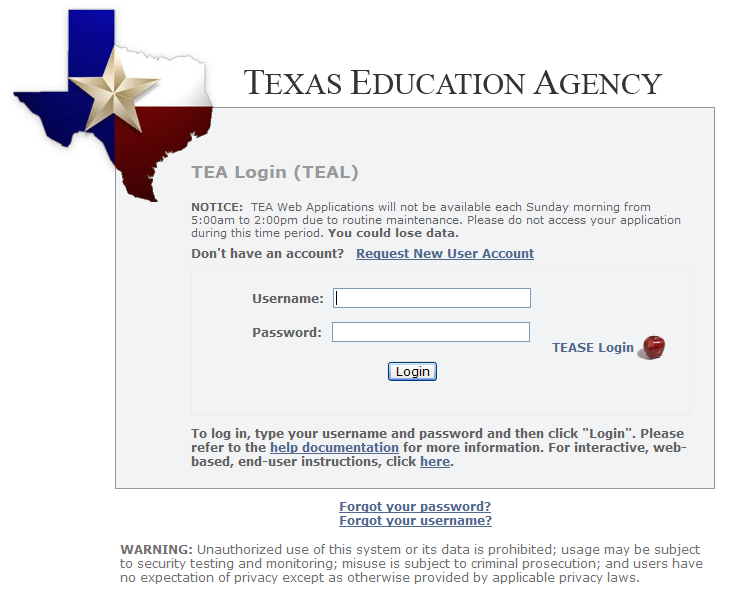 TEXAS EDUCATION AGENCY
TEA Login (TEAL)
NOTICE: TEA Web Applications will not be available each Sunday morning from
5:00am to 2:00pm due to routine maintenance. Please do not access your application
during this time period. You could lose data.
Don't have an account? Request New User Account
Username:
Password:
TEASE Login
Login
To log in, type your username and password and then click "Login". Please
refer to the help documentation for more information. For interactive, web-
based, end-user instructions, click here.
Forgot your password?
Forgot your username?
WARNING: Unauthorized use of this system or its data is prohibited; usage may be subject
to security testing and monitoring; misuse is subject to criminal prosecution; and users have
no expectation of privacy except as otherwise provided by applicable privacy laws.